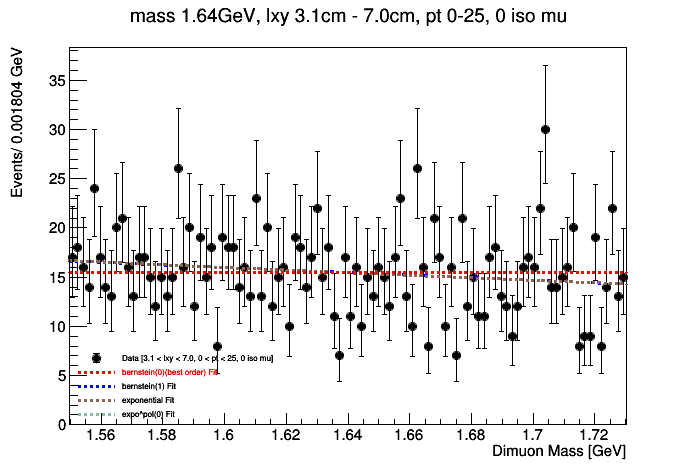 mass 1.64GeV, lxy 3.1cm - 7.0cm, pt 0-25, 0 iso mu
Events/ 0.001804 GeV
35
30
25
20
15
10
5
0
Data [3.1 < lxy < 7.0, 0 < pt < 25, 0 iso mu]
bernstein(0)(best order) Fit
bernstein(1) Fit
exponential Fit
expo*pol(0) Fit
1.56 1.58 1.6 1.62 1.64 1.66 1.68 1.7 1.72
Dimuon Mass [GeV]